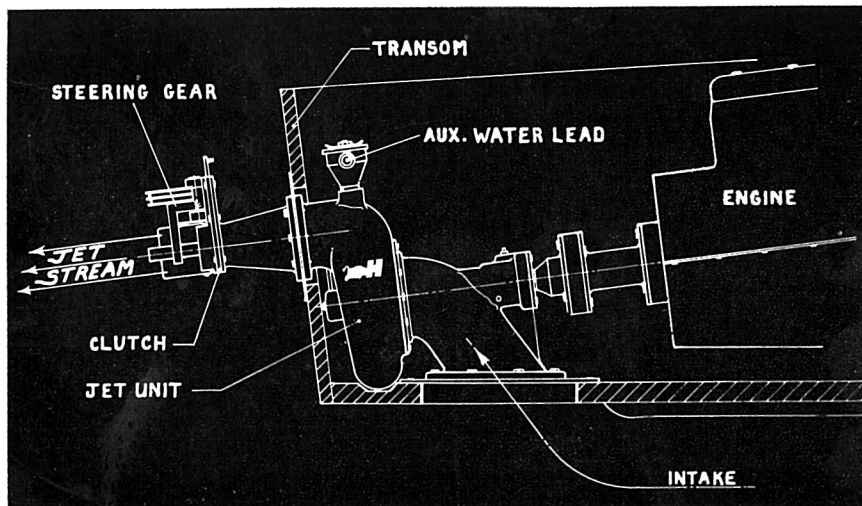 TRANSOM
STEERING GEAR
AUX. WATER LEAD
ENGINE
JET
STREAM
CLUTCH
JET UNIT
INTAKE